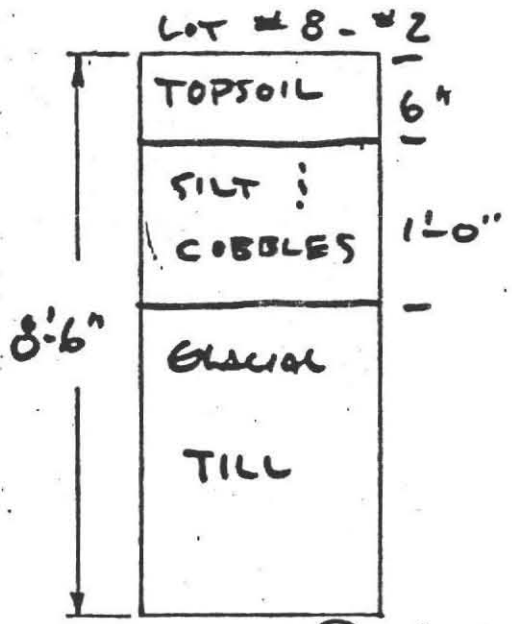 LOT #8 - #2
TOPSOIL
6"
SILT &
COBBLES
1'-0"
8'-6"
GLACIAL
TILL